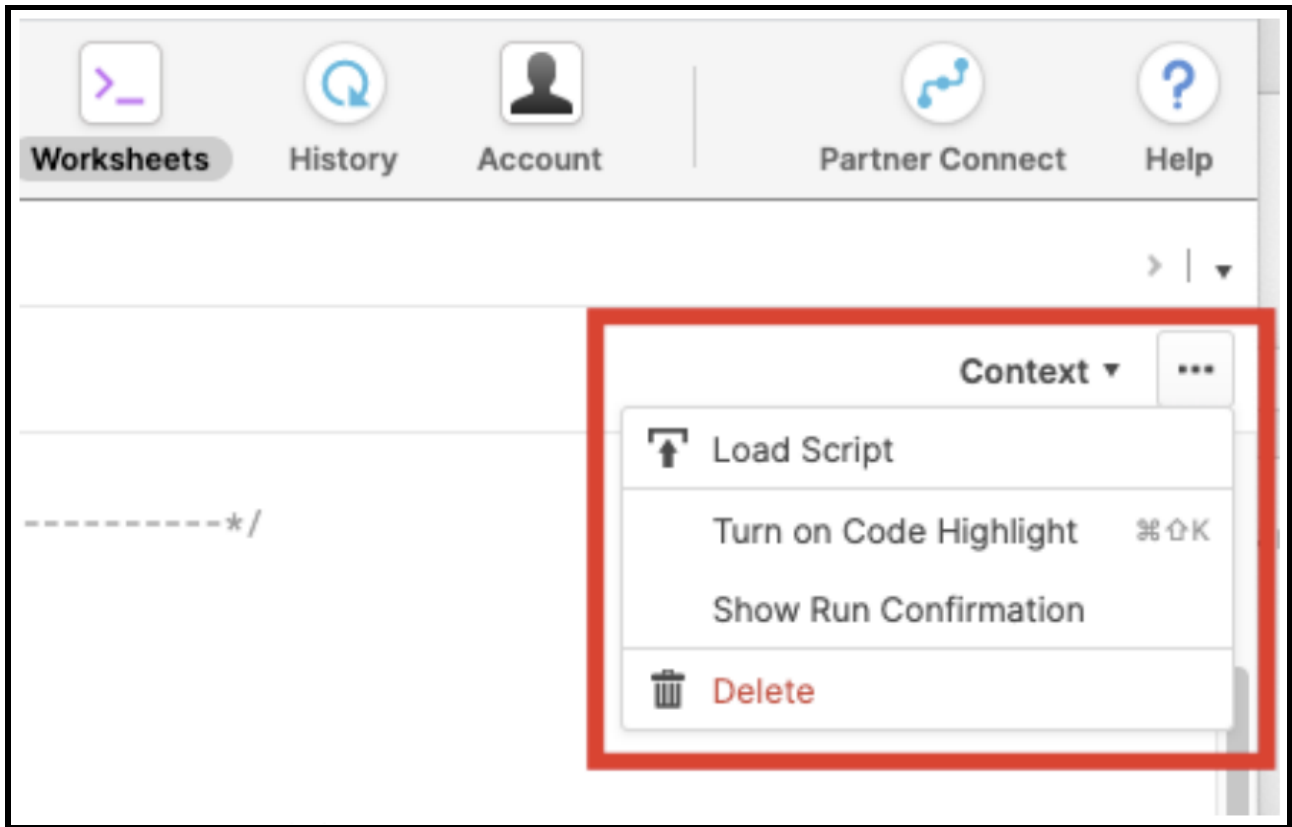 Worksheets History Account Partner Connect Help
Context ▼ ...
Load Script
----------*/
Turn on Code Highlight ⌘⇧K
Show Run Confirmation
Delete